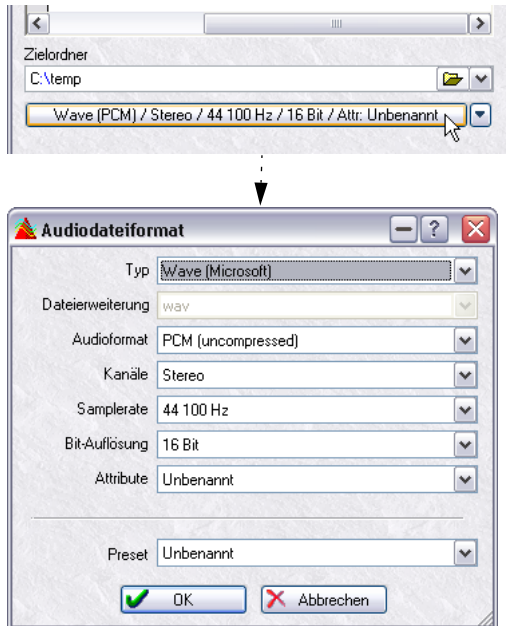 Zielordner
C:\temp
Wave (PCM) / Stereo / 44 100 Hz / 16 Bit / Attr: Unbenannt
Audiodateiformat
Typ Wave (Microsoft)
Dateierweiterung wav
Audioformat PCM (uncompressed)
Kanäle Stereo
Samplerate 44 100 Hz
Bit-Auflösung 16 Bit
Attribute Unbenannt
Preset Unbenannt
OK Abbrechen